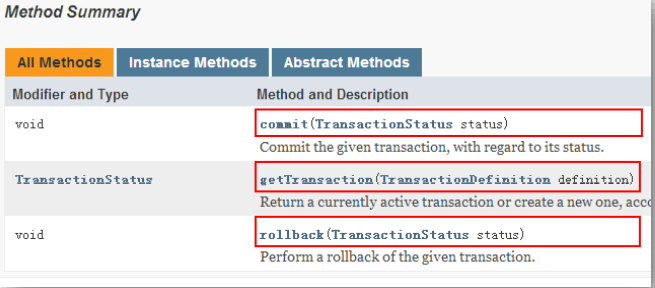 Method Summary
All Methods Instance Methods Abstract Methods
Modifier and Type Method and Description
void commit(TransactionStatus status)
Commit the given transaction, with regard to its status.
TransactionStatus getTransaction(TransactionDefinition definition)
Return a currently active transaction or create a new one,
void rollback(TransactionStatus status)
Perform a rollback of the given transaction.